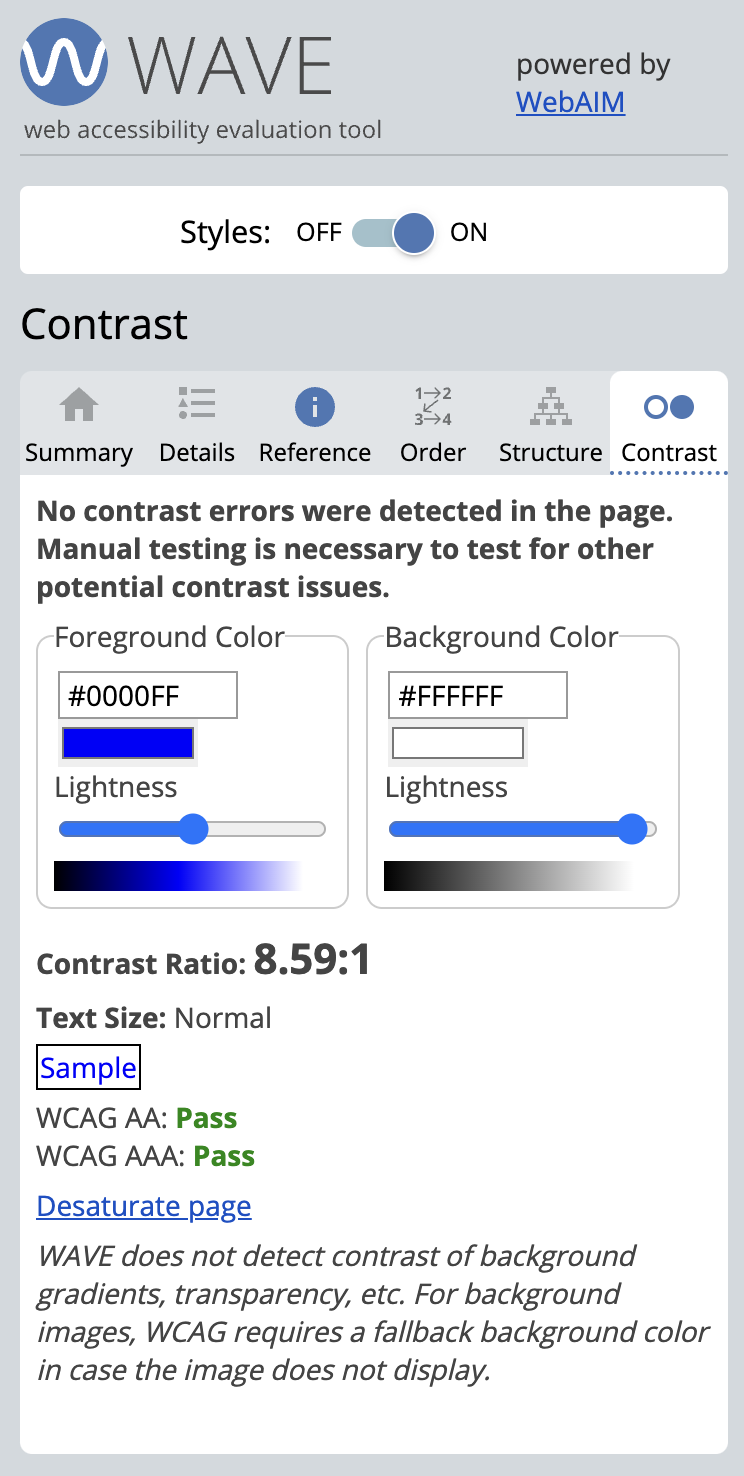 WAVE
web accessibility evaluation tool
powered by
WebAIM
Styles: OFF ON
Contrast
Summary Details Reference Order Structure Contrast
1→2
3→4
No contrast errors were detected in the page.
Manual testing is necessary to test for other
potential contrast issues.
Foreground Color
#0000FF
Lightness
Background Color
#FFFFFF
Lightness
Contrast Ratio: 8.59:1
Text Size: Normal
Sample
WCAG AA: Pass
WCAG AAA: Pass
Desaturate page
WAVE does not detect contrast of background
gradients, transparency, etc. For background
images, WCAG requires a fallback background color
in case the image does not display.